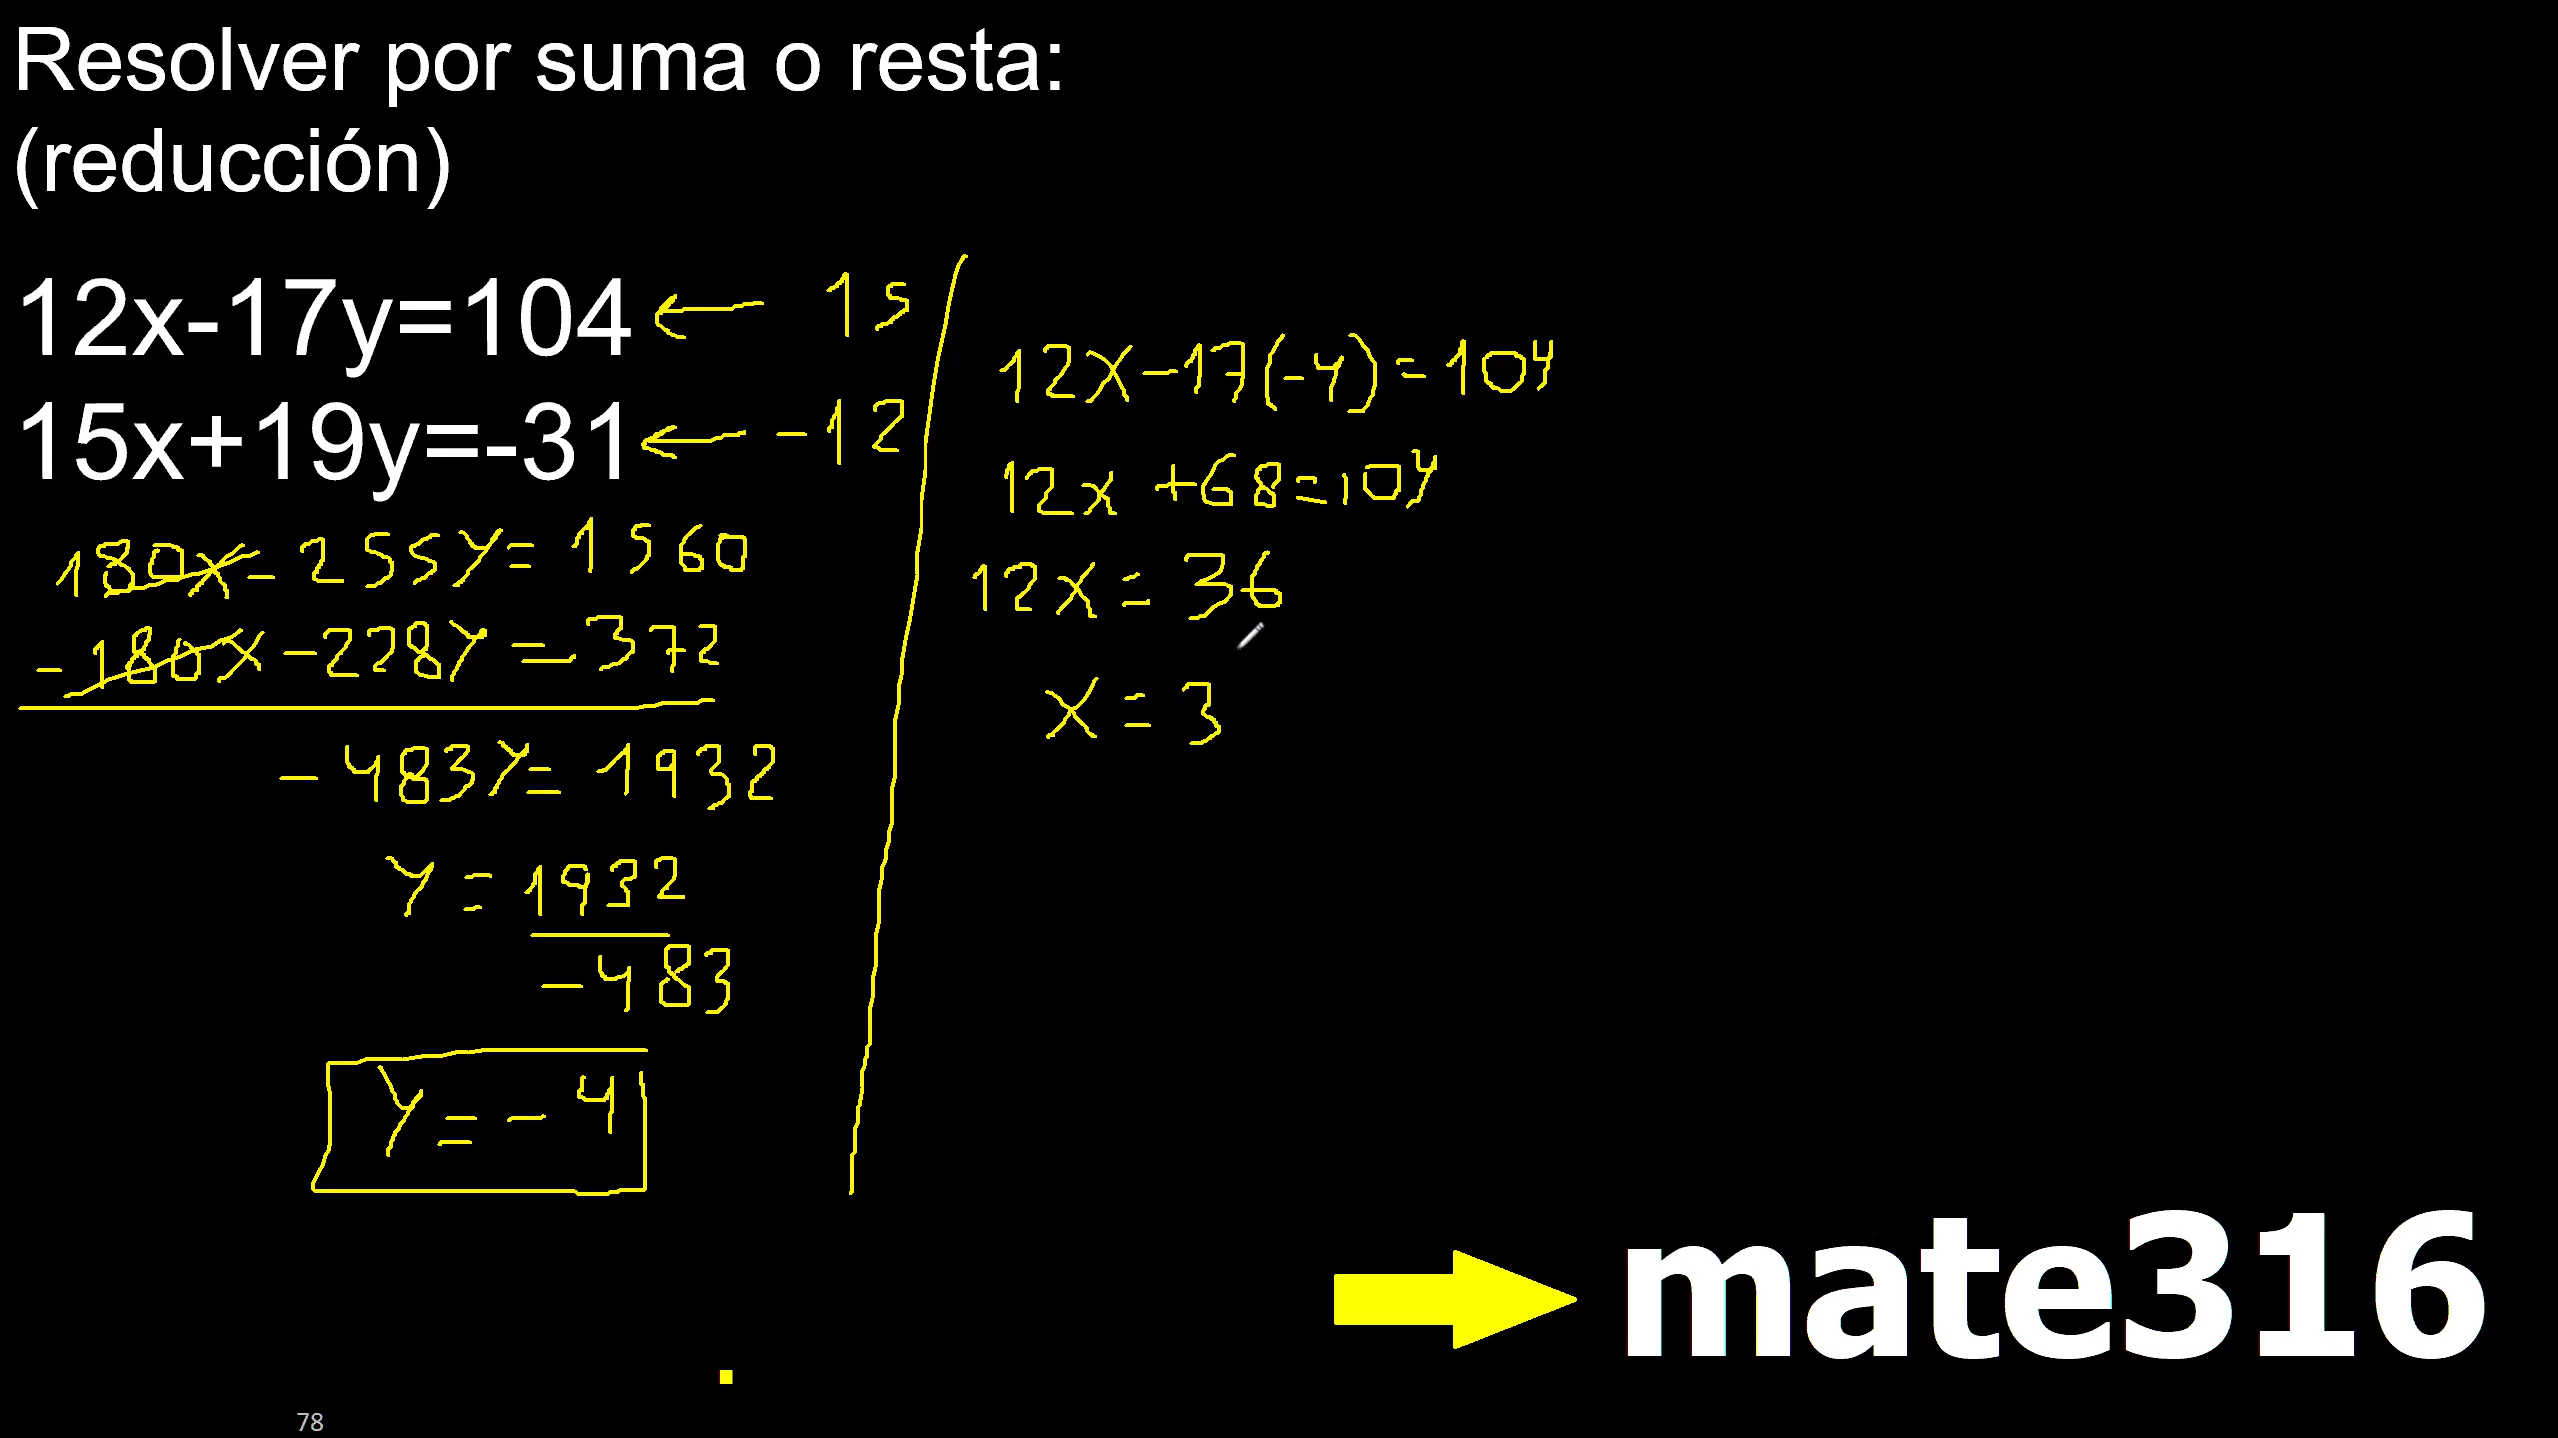 Resolver por suma o resta:
(reducción)
12x-17y=104 ← 15
15x+19y=-31 ← -12
180x-255y=1560
-180x-228y=372
-483y=1932
y=1932
-483
y=-4
12x-17(-4)=104
12x+68=104
12x=36
x=3
mate316
78